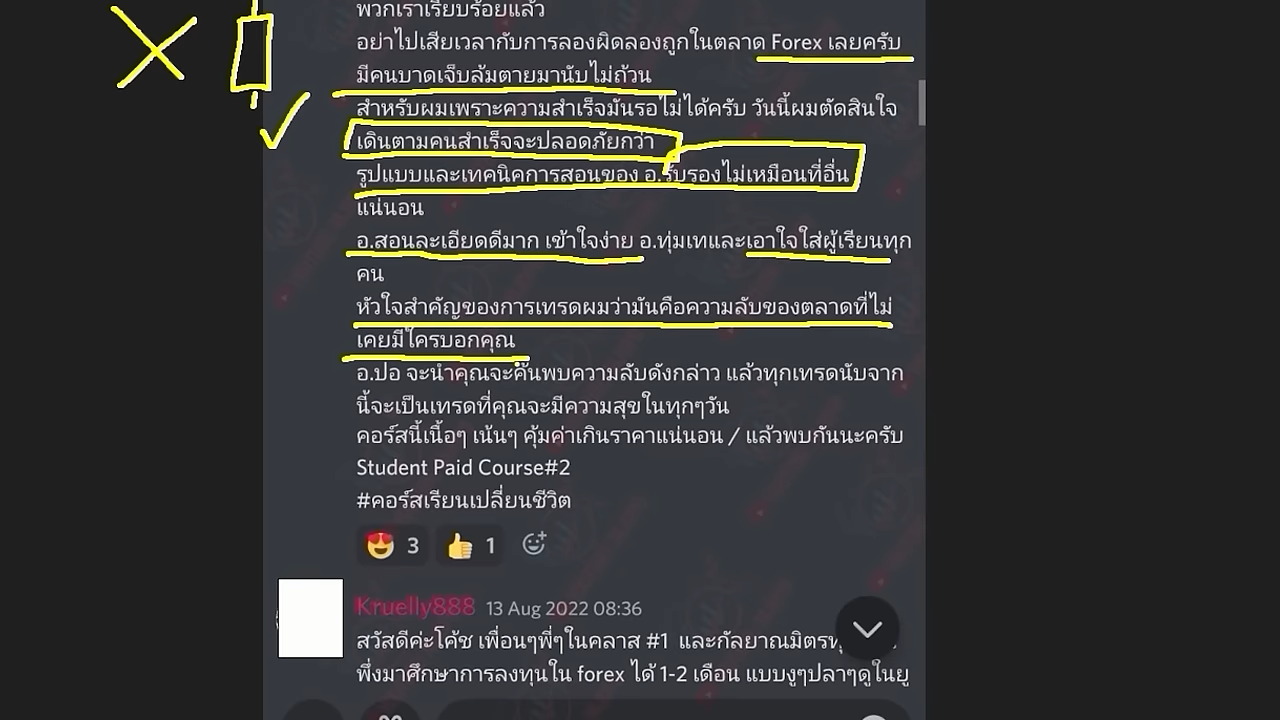 พวกเราเรียบร้อยแล้ว
อย่าไปเสียเวลากับการลองผิดลองถูกในตลาด Forex เลยครับ
มีคนบาดเจ็บล้มตายมานับไม่ถ้วน
สำหรับผมเพราะความสำเร็จมันรอไม่ได้ครับ วันนี้ผมตัดสินใจ
เดินตามคนสำเร็จจะปลอดภัยกว่า
รูปแบบและเทคนิคการสอนของ อ.รับรองไม่เหมือนที่อื่น
แน่นอน
อ.สอนละเอียดดีมาก เข้าใจง่าย อ.ทุ่มเทและเอาใจใส่ผู้เรียนทุก
คน
หัวใจสำคัญของการเทรดผมว่ามันคือความลับของตลาดที่ไม่
เคยมีใครบอกคุณ
อ.ปอ จะนำคุณจะค้นพบความลับดังกล่าว แล้วทุกเทรดนับจาก
นี้จะเป็นเทรดที่คุณจะมีความสุขในทุกๆวัน
คอร์สนี้เนื้อๆ เน้นๆ คุ้มค่าเกินราคาแน่นอน / แล้วพบกันนะครับ
Student Paid Course#2
#คอร์สเรียนเปลี่ยนชีวิต
3 1
Kruelly888 13 Aug 2022 08:36
สวัสดีค่ะโค้ช เพื่อนๆพี่ๆในคลาส #1 และกัลยาณมิตร
พึ่งมาศึกษาการลงทุนใน forex ได้ 1-2 เดือน แบบงูๆปลาๆดูในยู